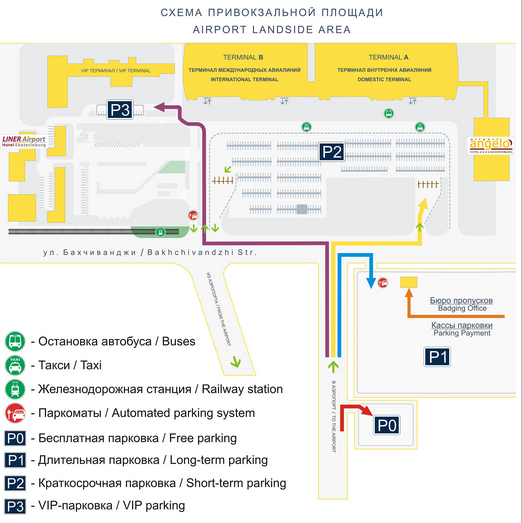 СХЕМА ПРИВОКЗАЛЬНОЙ ПЛОЩАДИ
AIRPORT LANDSIDE AREA
TERMINAL B
ТЕРМИНАЛ МЕЖДУНАРОДНЫХ АВИАЛИНИЙ
INTERNATIONAL TERMINAL
TERMINAL A
ТЕРМИНАЛ ВНУТРЕННХ АВИАЛИНИЙ
DOMESTIC TERMINAL
VIP ТЕРМИНАЛ / VIP TERMINAL
P3
LINER Airport
Hotel Ekaterinburg
P2
angelo
ул. Бахчиванджи / Bakhchivandzhi Str.
ИЗ АЭРОПОРТА / FROM THE AIRPORT
Бюро пропусков
Badging Office
Кассы парковки
Parking Payment
P1
В АЭРОПОРТ / TO THE AIRPORT
P0
- Остановка автобуса / Buses
- Такси / Taxi
- Железнодорожная станция / Railway station
- Паркоматы / Automated parking system
P0 - Бесплатная парковка / Free parking
P1 - Длительная парковка / Long-term parking
P2 - Краткосрочная парковка / Short-term parking
P3 - VIP-парковка / VIP parking